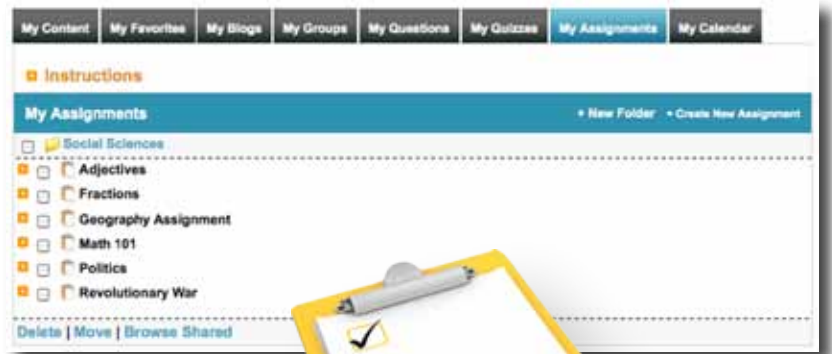 My Content My Favorites My Blogs My Groups My Questions My Quizzes My Assignments My Calendar
Instructions
My Assignments + New Folder + Create New Assignment
Social Sciences
Adjectives
Fractions
Geography Assignment
Math 101
Politics
Revolutionary War
Delete | Move | Browse Shared